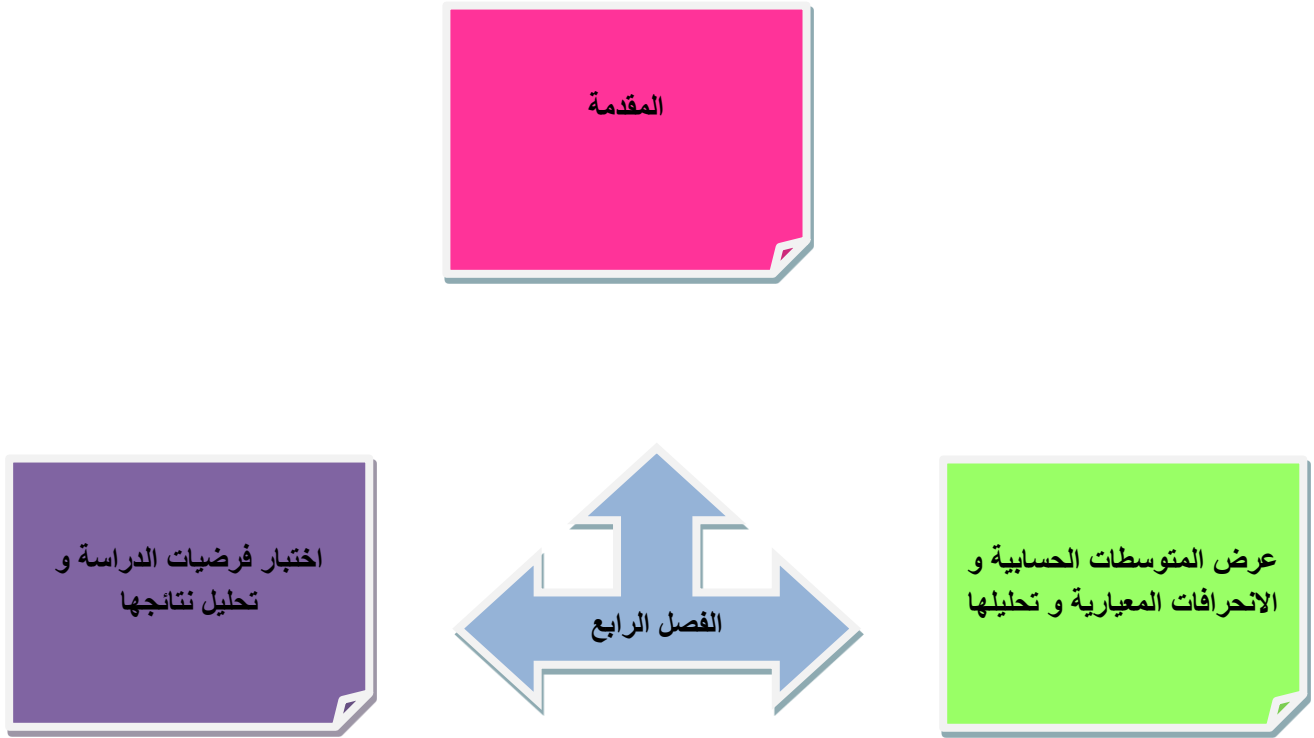 المقدمة
عرض المتوسطات الحسابية و
الانحرافات المعيارية و تحليلها
الفصل الرابع
اختبار فرضيات الدراسة و
تحليل نتائجها